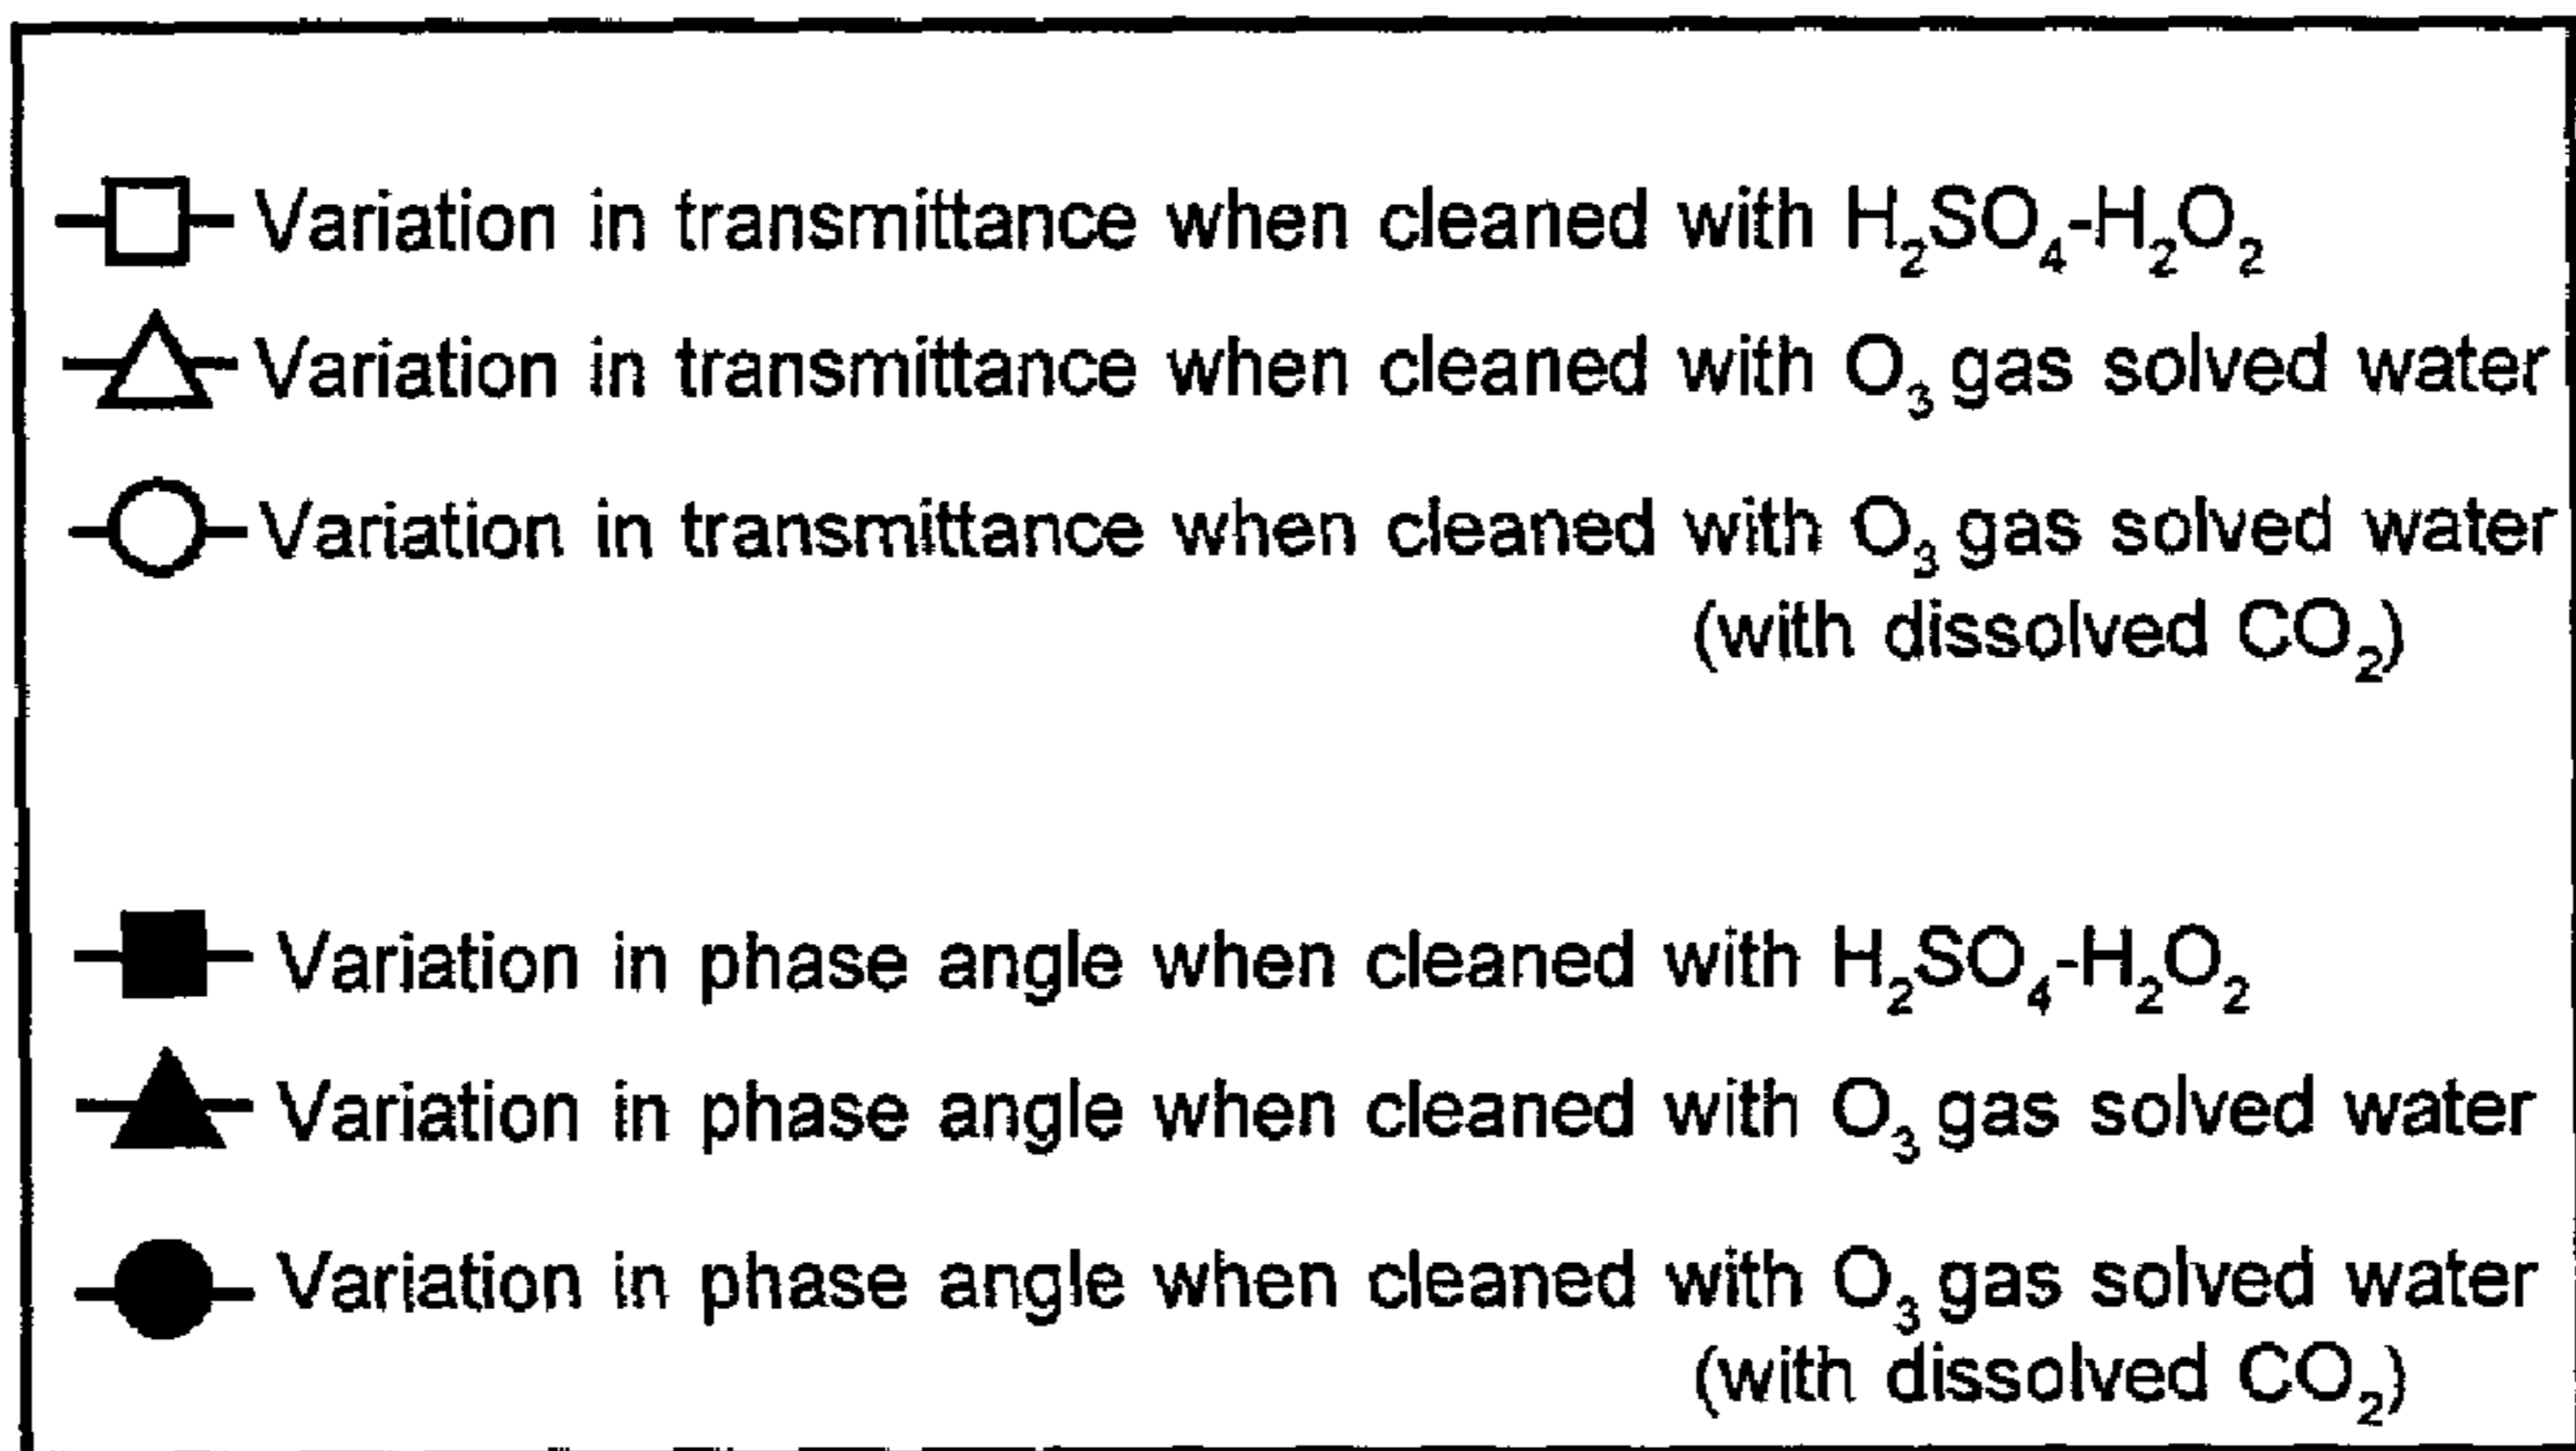 Variation in transmittance when cleaned with H₂SO₄-H₂O₂
Variation in transmittance when cleaned with O₃ gas solved water
Variation in transmittance when cleaned with O₃ gas solved water
(with dissolved CO₂)
Variation in phase angle when cleaned with H₂SO₄-H₂O₂
Variation in phase angle when cleaned with O₃ gas solved water
Variation in phase angle when cleaned with O₃ gas solved water
(with dissolved CO₂)